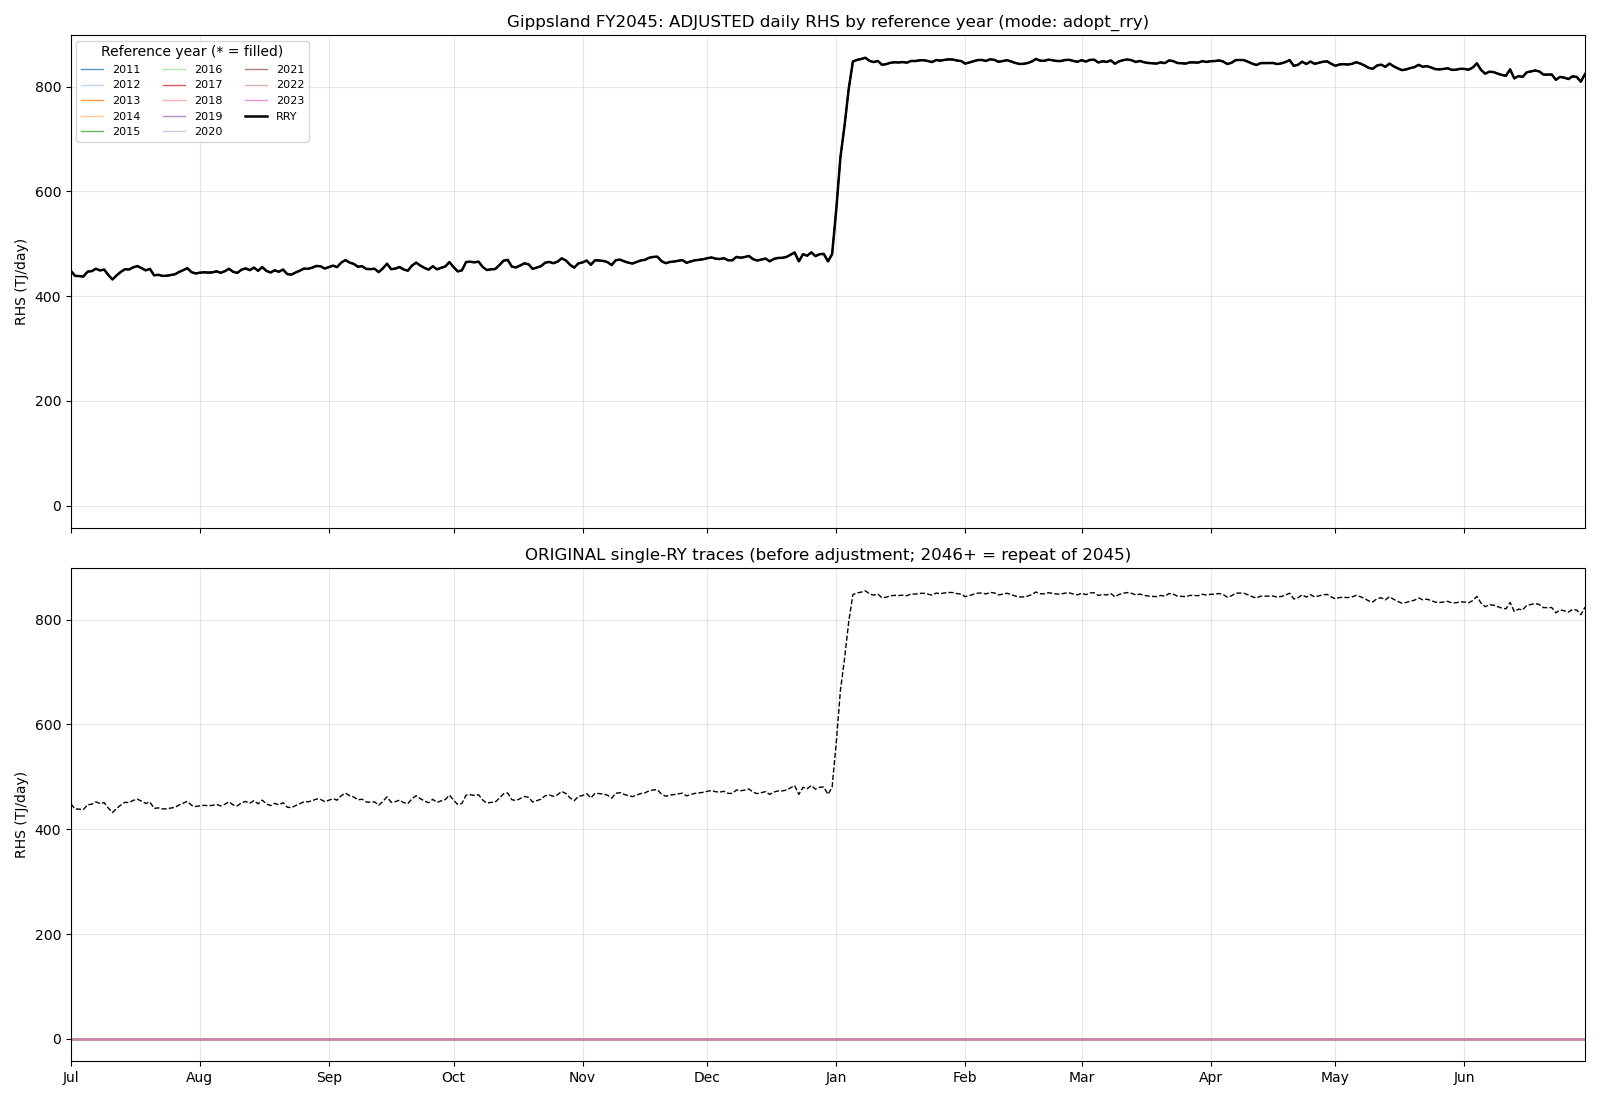 Gippsland FY2045: ADJUSTED daily RHS by reference year (mode: adopt_rry)
Reference year (* = filled)
2011 2016 2021
2012 2017 2022
2013 2018 2023
2014 2019 RRY
2015 2020
800
600
400
200
0
RHS (TJ/day)
ORIGINAL single-RY traces (before adjustment; 2046+ = repeat of 2045)
800
600
400
200
0
RHS (TJ/day)
Jul Aug Sep Oct Nov Dec Jan Feb Mar Apr May Jun